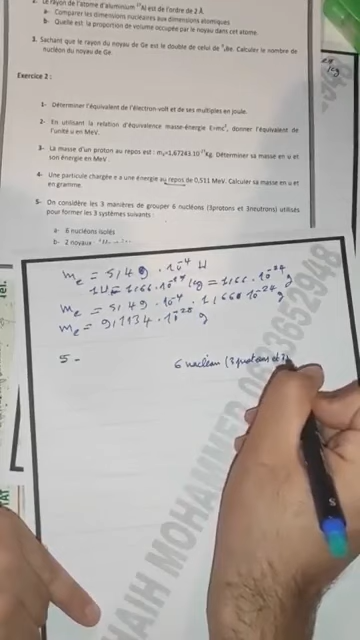 Le rayon de l'atome d'aluminium ²⁷Al est de l'ordre de 2 Å.
a- Comparer les dimensions nucléaires aux dimensions atomiques
b- Quelle est la proportion de volume occupée par le noyau dans cet atome.
3. Sachant que le rayon du noyau de Ge est le double de celui de ⁹₄Be. Calculer le nombre de
nucléon du noyau de Ge.
Exercice 2 :
1- Déterminer l'équivalent de l'électron-volt et de ses multiples en joule.
2- En utilisant la relation d'équivalence masse-énergie E=mc², donner l'équivalent de
l'unité u en MeV.
3- La masse d'un proton au repos est : mₚ=1,67243.10⁻²⁷kg. Déterminer sa masse en u et
son énergie en MeV
4- Une particule chargée e a une énergie au repos de 0,511 MeV. Calculer sa masse en u et
en gramme.
5- On considère les 3 manières de grouper 6 nucléons (3protons et 3neutrons) utilisés
pour former les 3 systèmes suivants :
a- 6 nucléons isolés
b- 2 noyaux
me = 5,49 . 10⁻⁴ u
1u = 1,66 . 10⁻²⁷ kg = 1,66 . 10⁻²⁴ g
me = 5,49 . 10⁻⁴ . 1,66 . 10⁻²⁴ g
me = 9,1134 . 10⁻²⁸ g
5 -
6 nucléon (3 protons et 3
MOHAMMED